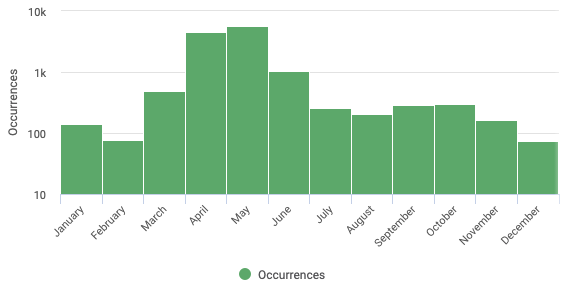 10k
1k
100
10
Occurrences
January
February
March
April
May
June
July
August
September
October
November
December
Occurrences